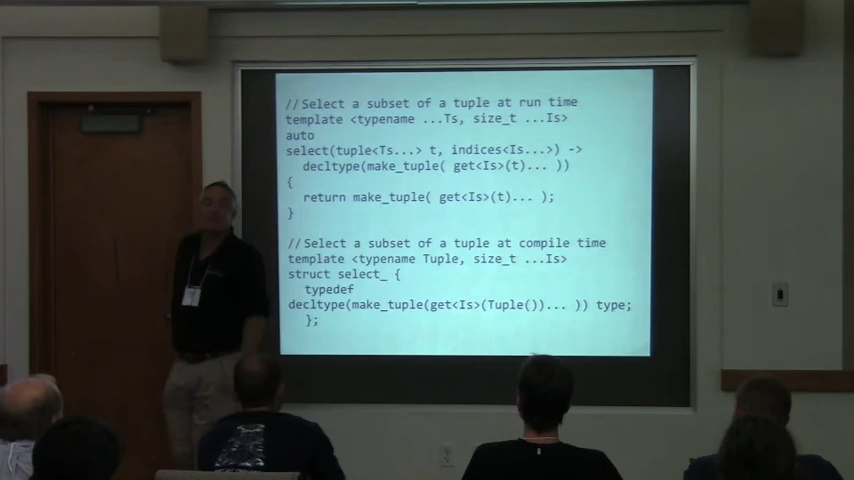 //Select a subset of a tuple at run time
template <typename ...Ts, size_t ...Is>
auto
select(tuple<Ts...> t, indices<Is...>) ->
decltype(make_tuple( get<Is>(t)... ))
{
return make_tuple( get<Is>(t)... );
}
//Select a subset of a tuple at compile time
template <typename Tuple, size_t ...Is>
struct select_ {
typedef
decltype(make_tuple(get<Is>(Tuple())... )) type;
};